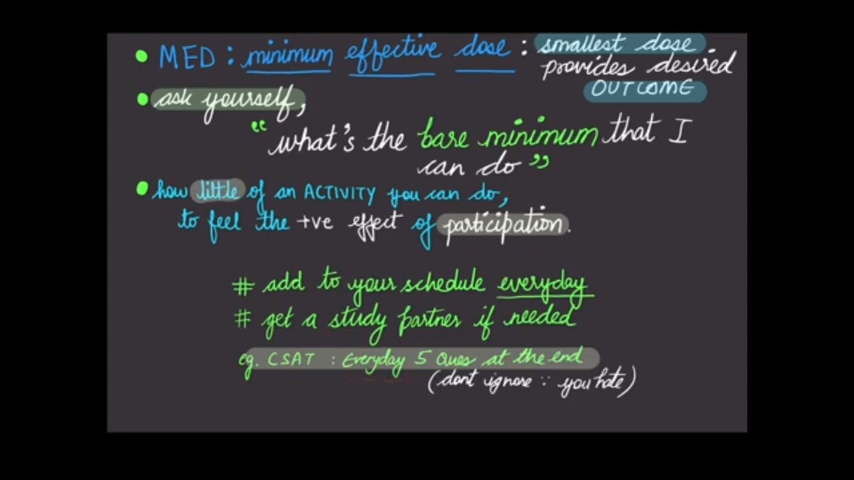 • MED : minimum effective dose : smallest dose
provides desired
OUTCOME
• ask yourself,
"what's the bare minimum that I
can do"
• how little of an ACTIVITY you can do,
to feel the +ve effect of participation.
# add to your schedule everyday
# get a study partner if needed
eg. CSAT : Everyday 5 Ques at the end
(dont ignore ∵ you hate)